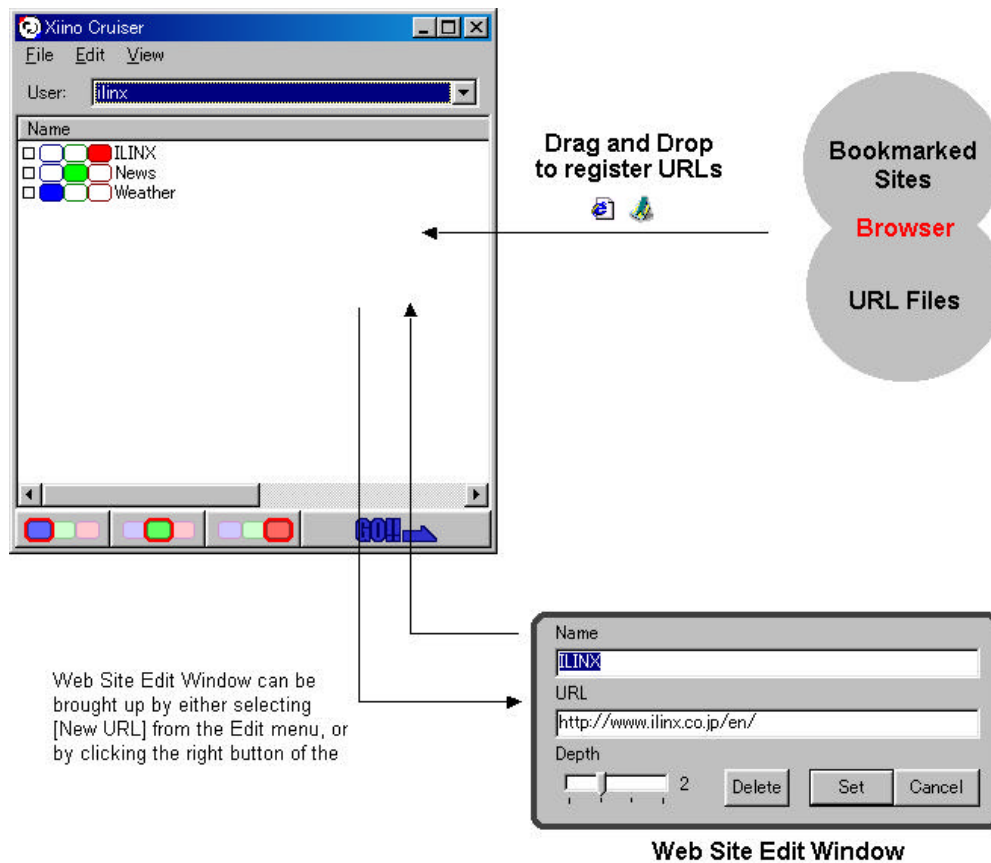 Xiino Cruiser
File Edit View
User: ilinx
Name
ILINX
News
Weather
GO!!
Drag and Drop
to register URLs
Bookmarked
Sites
Browser
URL Files
Web Site Edit Window can be
brought up by either selecting
[New URL] from the Edit menu, or
by clicking the right button of the
Name
ILINX
URL
http://www.ilinx.co.jp/en/
Depth
2 Delete Set Cancel
Web Site Edit Window